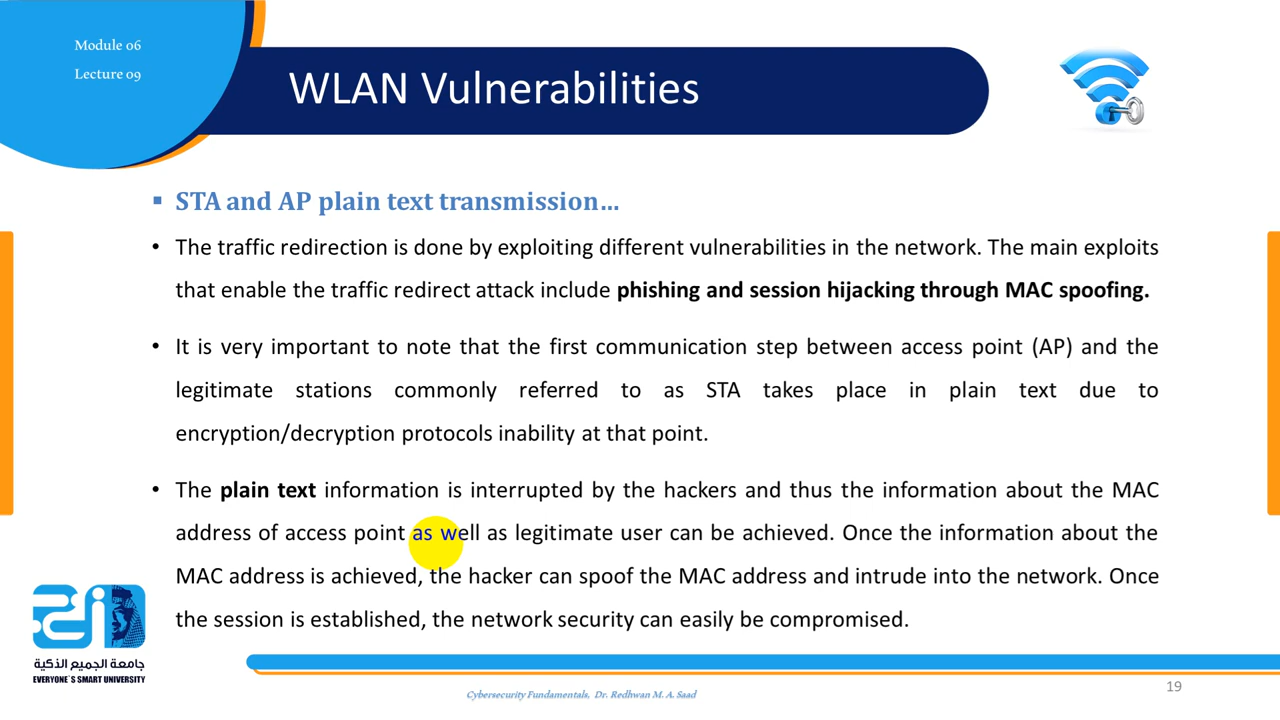 Module 06
Lecture 09
WLAN Vulnerabilities
▪ STA and AP plain text transmission…
• The traffic redirection is done by exploiting different vulnerabilities in the network. The main exploits
that enable the traffic redirect attack include phishing and session hijacking through MAC spoofing.
• It is very important to note that the first communication step between access point (AP) and the
legitimate stations commonly referred to as STA takes place in plain text due to
encryption/decryption protocols inability at that point.
• The plain text information is interrupted by the hackers and thus the information about the MAC
address of access point as well as legitimate user can be achieved. Once the information about the
MAC address is achieved, the hacker can spoof the MAC address and intrude into the network. Once
the session is established, the network security can easily be compromised.
جامعة الجميع الذكية
EVERYONE`S SMART UNIVERSITY
Cybersecurity Fundamentals, Dr. Redhwan M. A. Saad
19